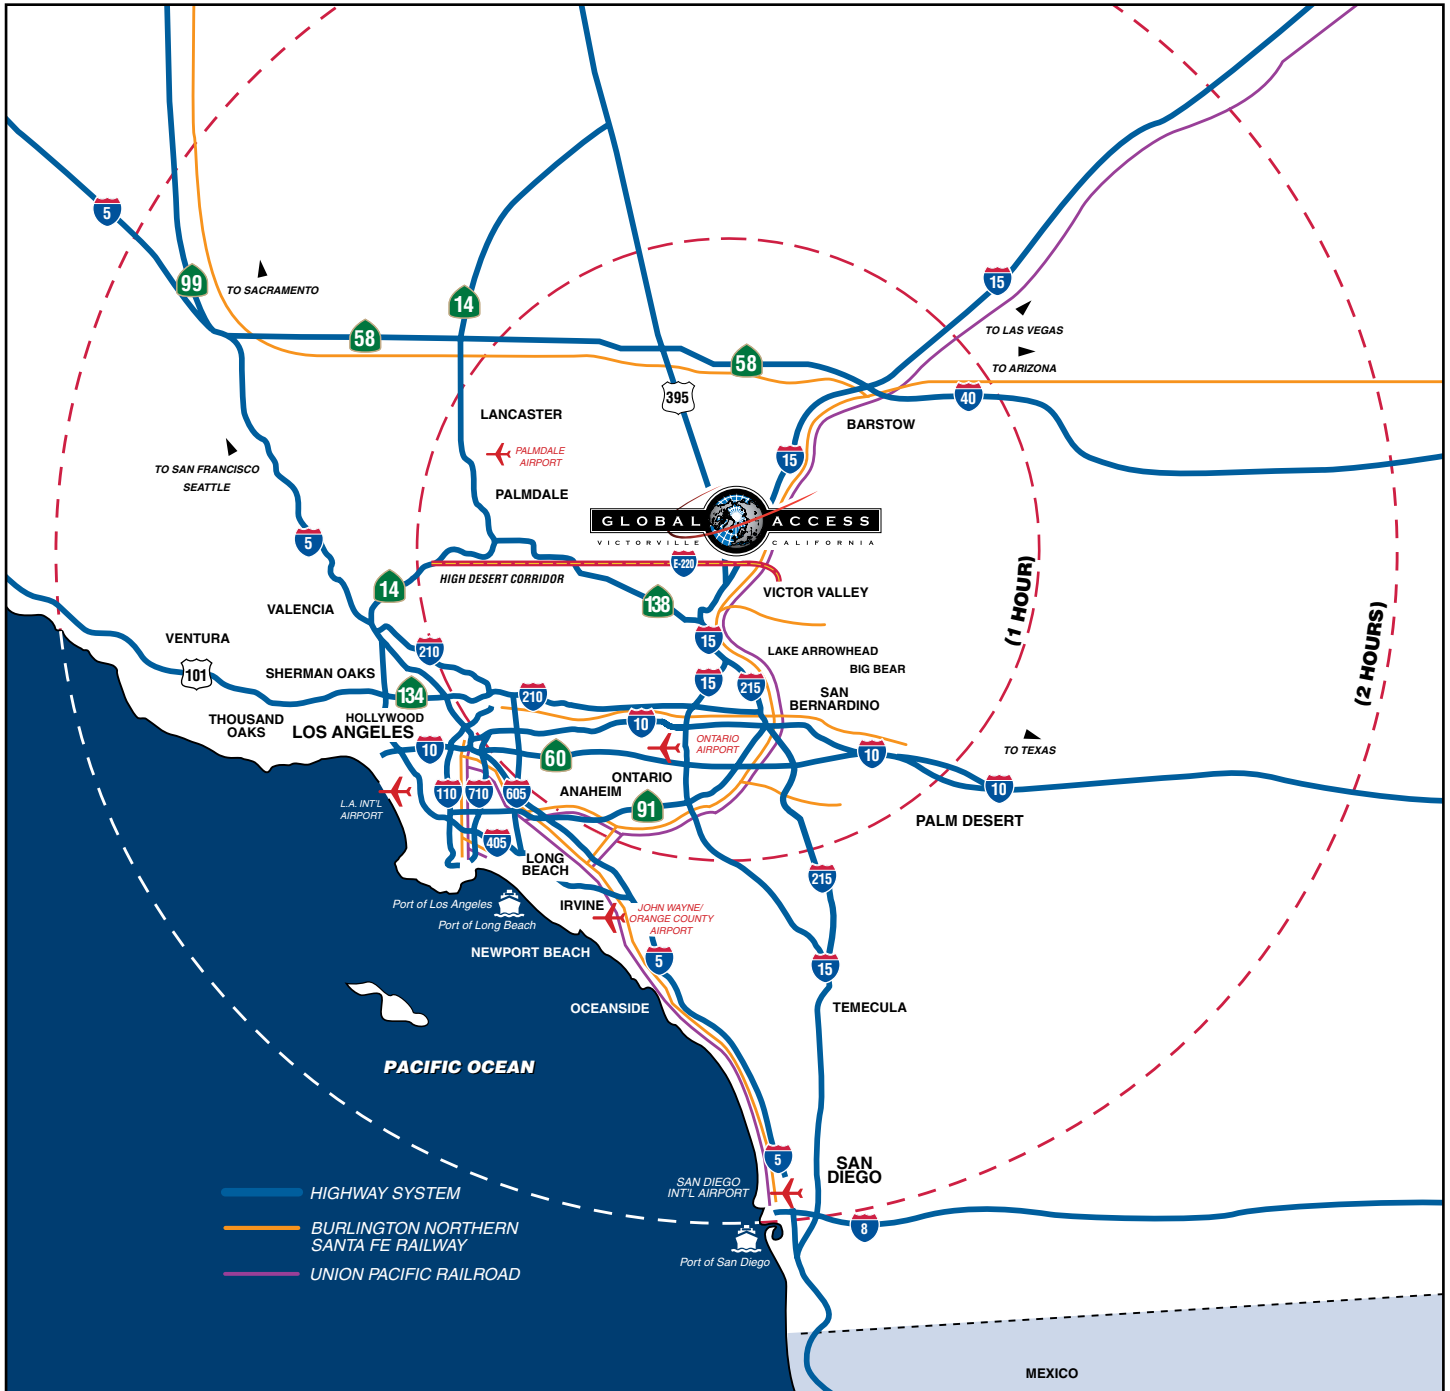 5
99
TO SACRAMENTO
14
58
58
395
15
TO LAS VEGAS
TO ARIZONA
40
LANCASTER
BARSTOW
PALMDALE
AIRPORT
15
TO SAN FRANCISCO
SEATTLE
PALMDALE
GLOBAL ACCESS
VICTORVILLE CALIFORNIA
5
E-220
HIGH DESERT CORRIDOR
14
138
VICTOR VALLEY
(1 HOUR)
(2 HOURS)
VALENCIA
VENTURA
210
15
LAKE ARROWHEAD
BIG BEAR
101
SHERMAN OAKS
134
210
15
215
SAN
BERNARDINO
THOUSAND
OAKS
HOLLYWOOD
LOS ANGELES
10
10
60
ONTARIO
AIRPORT
10
TO TEXAS
ONTARIO
ANAHEIM
10
L.A. INT'L
AIRPORT
110
710
605
91
PALM DESERT
405
LONG
BEACH
215
Port of Los Angeles
Port of Long Beach
IRVINE
JOHN WAYNE/
ORANGE COUNTY
AIRPORT
NEWPORT BEACH
5
15
OCEANSIDE
TEMECULA
PACIFIC OCEAN
5
SAN
DIEGO
SAN DIEGO
INT'L AIRPORT
8
Port of San Diego
HIGHWAY SYSTEM
BURLINGTON NORTHERN
SANTA FE RAILWAY
UNION PACIFIC RAILROAD
MEXICO